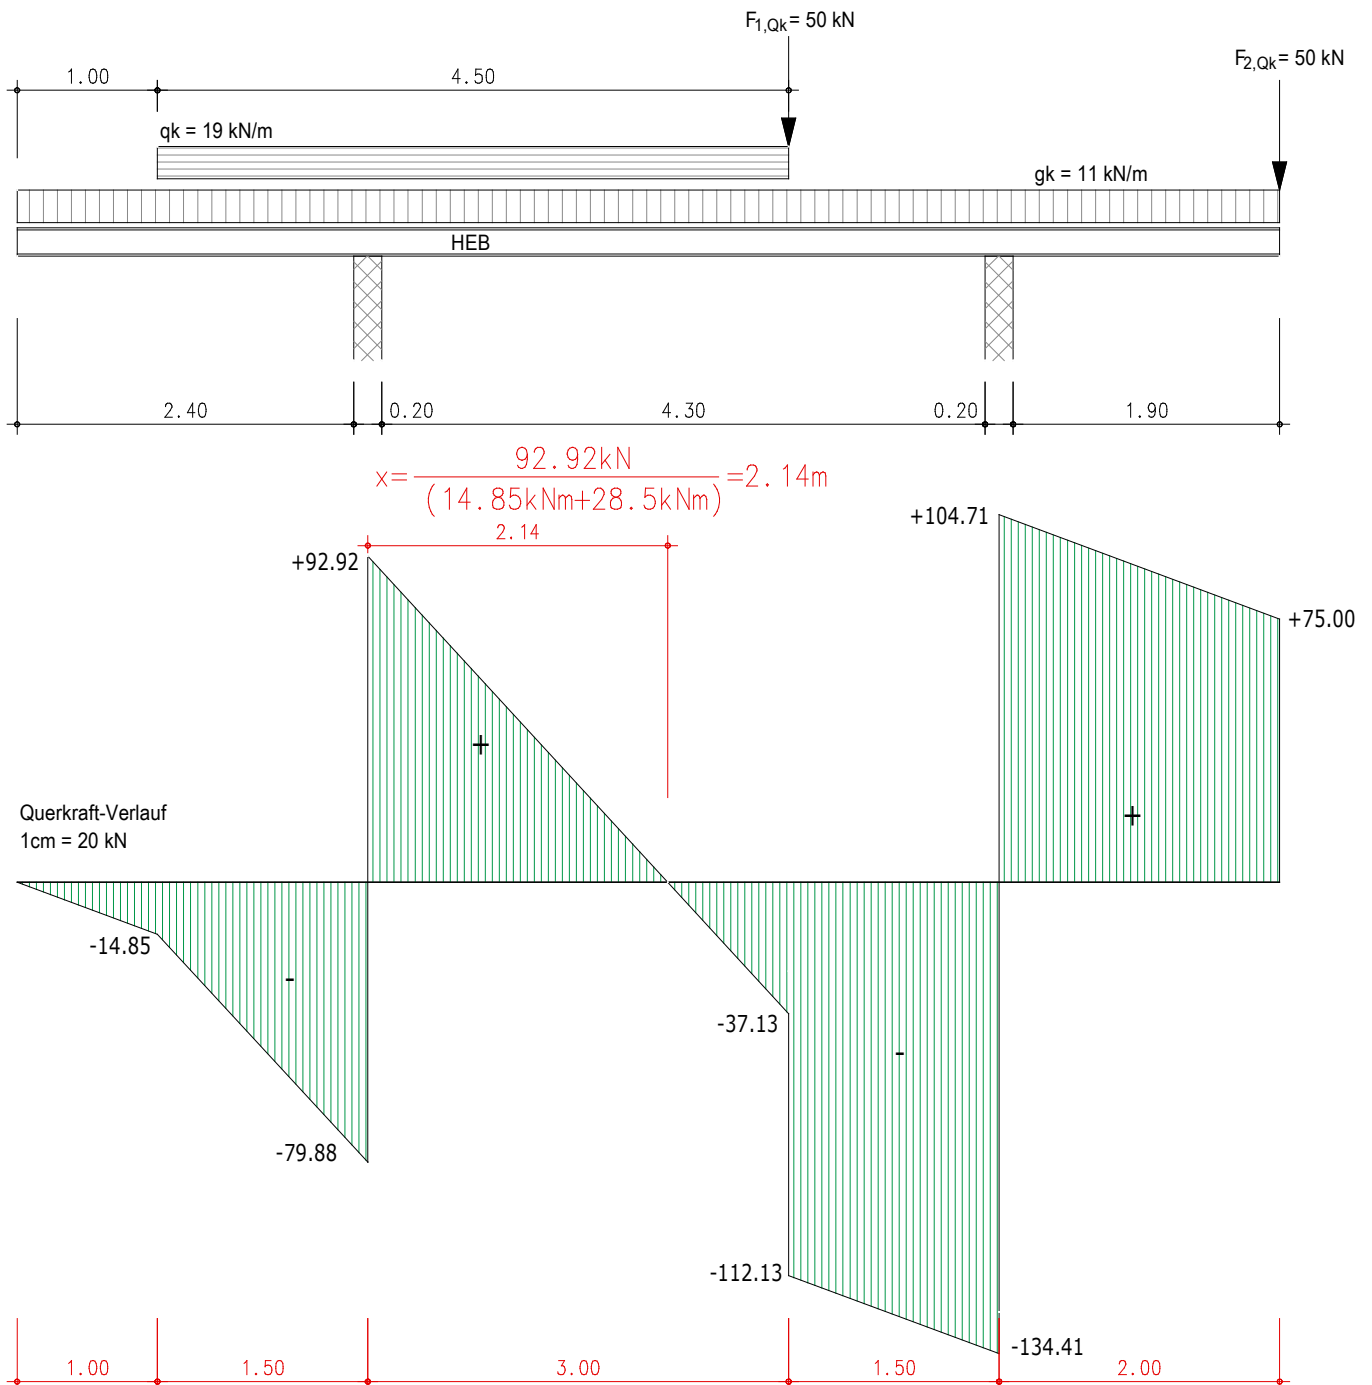 F1,Qk= 50 kN
F2,Qk= 50 kN
1.00
4.50
qk = 19 kN/m
gk = 11 kN/m
HEB
2.40
0.20
4.30
0.20
1.90
x= 92.92kN =2.14m
(14.85kNm+28.5kNm)
2.14
+104.71
+92.92
+75.00
+
Querkraft-Verlauf
+
1cm = 20 kN
-14.85
-
-37.13
-
-79.88
-112.13
-134.41
1.00
1.50
3.00
1.50
2.00